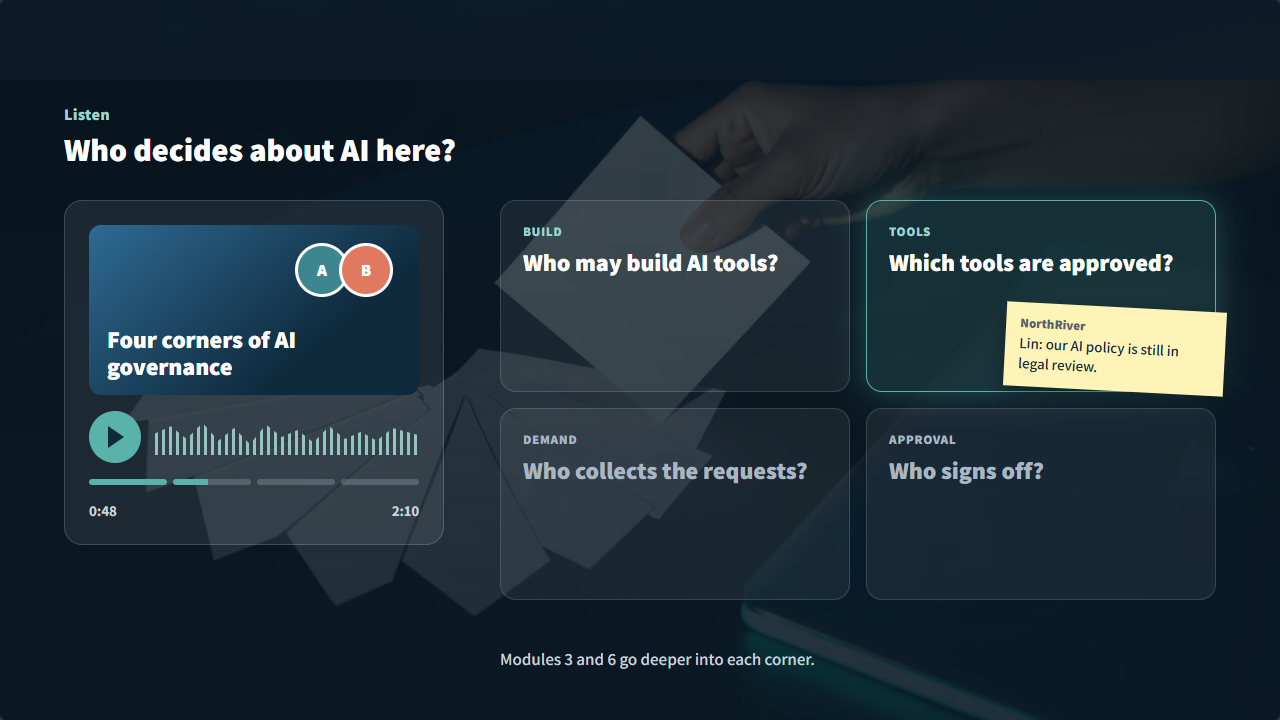 Listen
Who decides about AI here?
A
B
Four corners of AI
governance
0:48
2:10
BUILD
Who may build AI tools?
TOOLS
Which tools are approved?
NorthRiver
Lin: our AI policy is still in
legal review.
DEMAND
Who collects the requests?
APPROVAL
Who signs off?
Modules 3 and 6 go deeper into each corner.